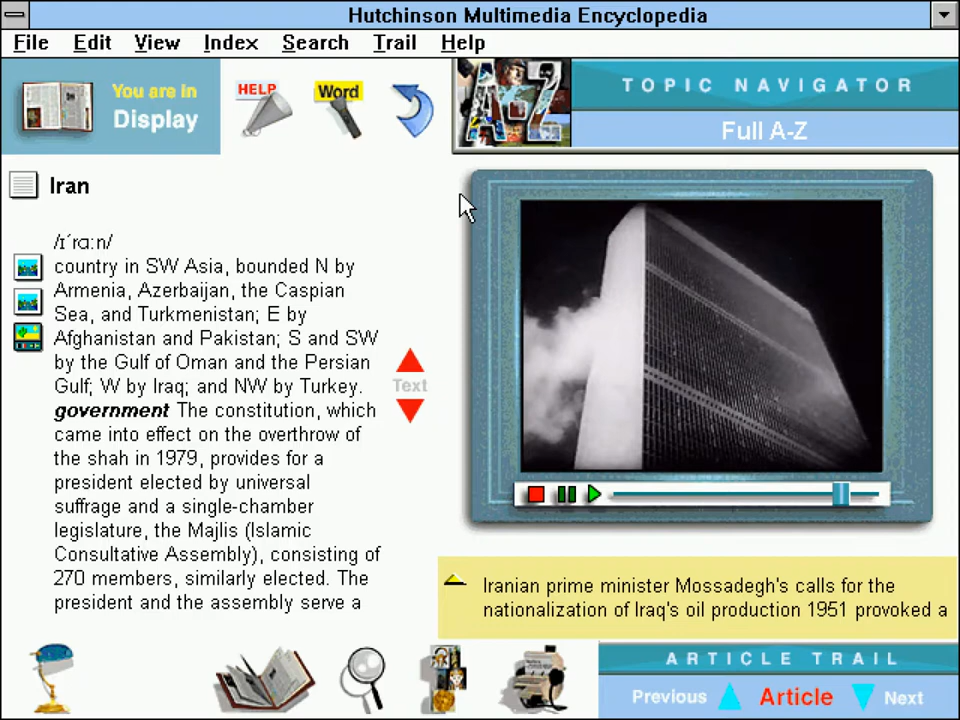 Hutchinson Multimedia Encyclopedia
File Edit View Index Search Trail Help
You are in
Display
HELP
Word
A-Z
TOPIC NAVIGATOR
Full A-Z
Iran
/ɪˈrɑːn/
country in SW Asia, bounded N by
Armenia, Azerbaijan, the Caspian
Sea, and Turkmenistan; E by
Afghanistan and Pakistan; S and SW
by the Gulf of Oman and the Persian
Gulf; W by Iraq; and NW by Turkey.
government The constitution, which
came into effect on the overthrow of
the shah in 1979, provides for a
president elected by universal
suffrage and a single-chamber
legislature, the Majlis (Islamic
Consultative Assembly), consisting of
270 members, similarly elected. The
president and the assembly serve a
Text
Iranian prime minister Mossadegh's calls for the
nationalization of Iraq's oil production 1951 provoked a
ARTICLE TRAIL
Previous Article Next